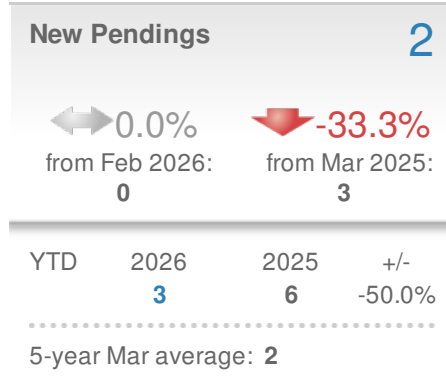 New Pendings 2
0.0% -33.3%
from Feb 2026: from Mar 2025:
0 3
YTD 2026 2025 +/-
3 6 -50.0%
5-year Mar average: 2